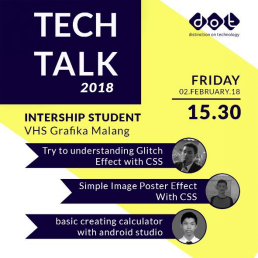 TECH
TALK
2018
dot
distinction on technology
FRIDAY
02.FEBRUARY.18
15.30
INTERSHIP STUDENT
VHS Grafika Malang
Try to understanding Glitch
Effect with CSS
Simple Image Poster Effect
With CSS
basic creating calculator
with android studio